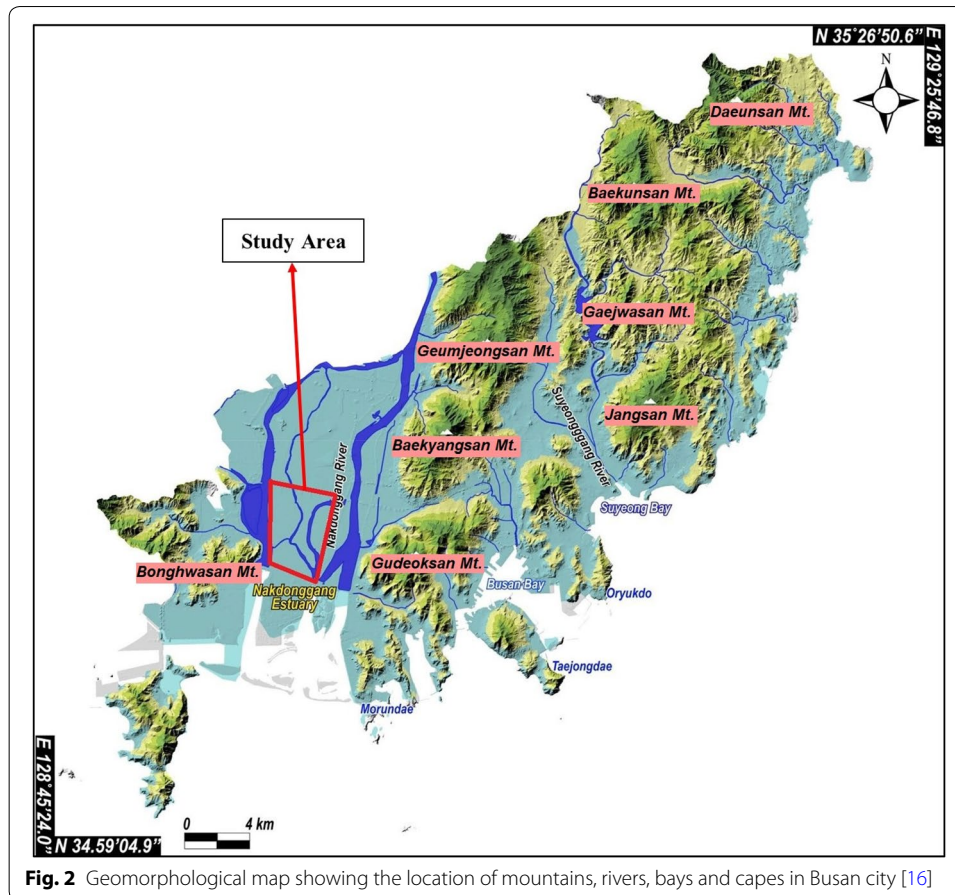 N 35°26'50.6”
E 129°25'46.8”
N
Daeunsan Mt.
Baekunsan Mt.
Study Area
Gaejwasan Mt.
Geumjeongsan Mt.
Jangsan Mt.
Suyeongggang River
Baekyangsan Mt.
Nakdonggang River
Suyeong Bay
Gudeoksan Mt.
Bonghwasan Mt.
Busan Bay
Nakdonggang
Estuary
Oryukdo
Taejongdae
Morundae
E 128°45'24.0”
0 4 km
N 34.59'04.9”
Fig. 2 Geomorphological map showing the location of mountains, rivers, bays and capes in Busan city [16]